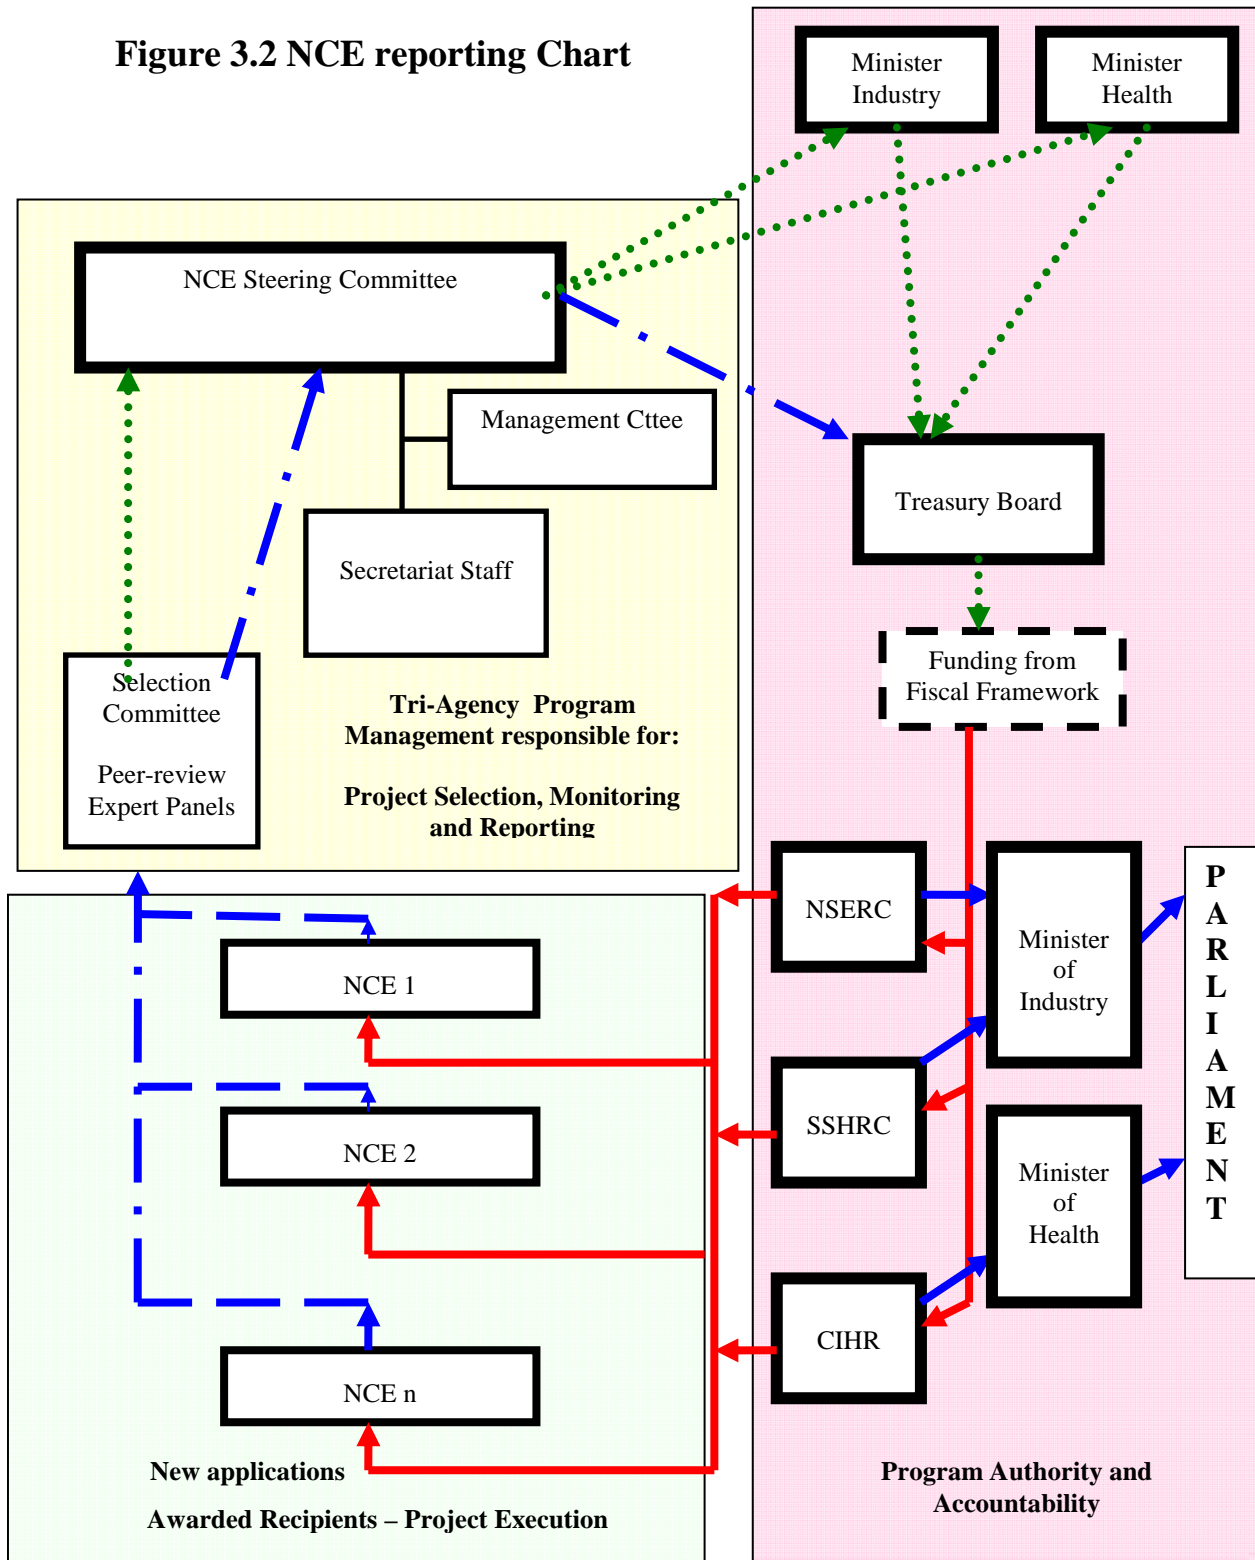 Figure 3.2 NCE reporting Chart
Minister
Industry
Minister
Health
NCE Steering Committee
Management Cttee
Secretariat Staff
Selection
Committee
Peer-review
Expert Panels
Tri-Agency Program
Management responsible for:
Project Selection, Monitoring
and Reporting
Treasury Board
Funding from
Fiscal Framework
NSERC
SSHRC
CIHR
Minister
of
Industry
Minister
of
Health
PARLIAMENT
NCE 1
NCE 2
NCE n
New applications
Awarded Recipients – Project Execution
Program Authority and
Accountability